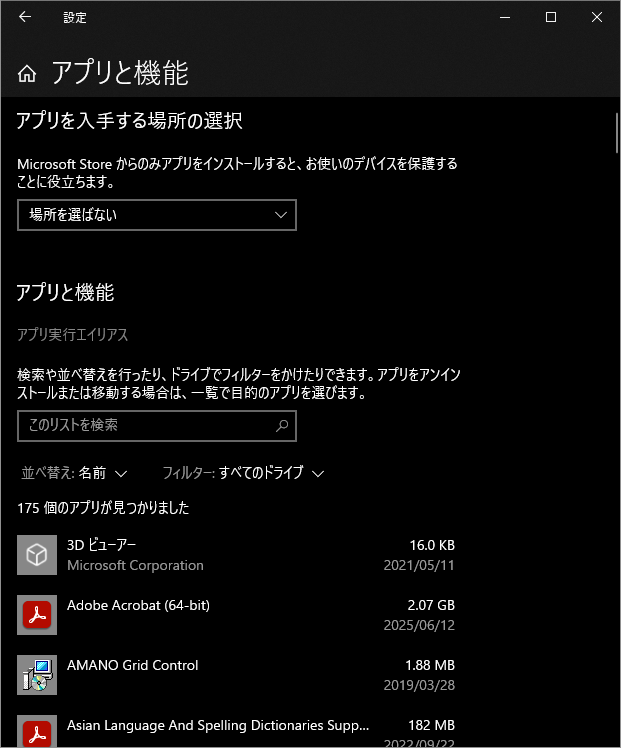 設定
アプリと機能
アプリを入手する場所の選択
Microsoft Store からのみアプリをインストールすると、お使いのデバイスを保護する
ことに役立ちます。
場所を選ばない
アプリと機能
アプリ実行エイリアス
検索や並べ替えを行ったり、ドライブでフィルターをかけたりできます。アプリをアンイン
ストールまたは移動する場合は、一覧で目的のアプリを選びます。
このリストを検索
並べ替え: 名前 フィルター: すべてのドライブ
175 個のアプリが見つかりました
3D ビューアー 16.0 KB
Microsoft Corporation 2021/05/11
Adobe Acrobat (64-bit) 2.07 GB
2025/06/12
AMANO Grid Control 1.88 MB
2019/03/28
Asian Language And Spelling Dictionaries Supp... 182 MB
2022/09/22